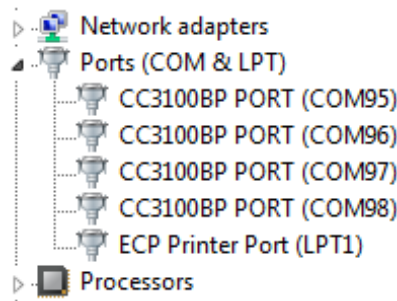 Network adapters
Ports (COM & LPT)
CC3100BP PORT (COM95)
CC3100BP PORT (COM96)
CC3100BP PORT (COM97)
CC3100BP PORT (COM98)
ECP Printer Port (LPT1)
Processors